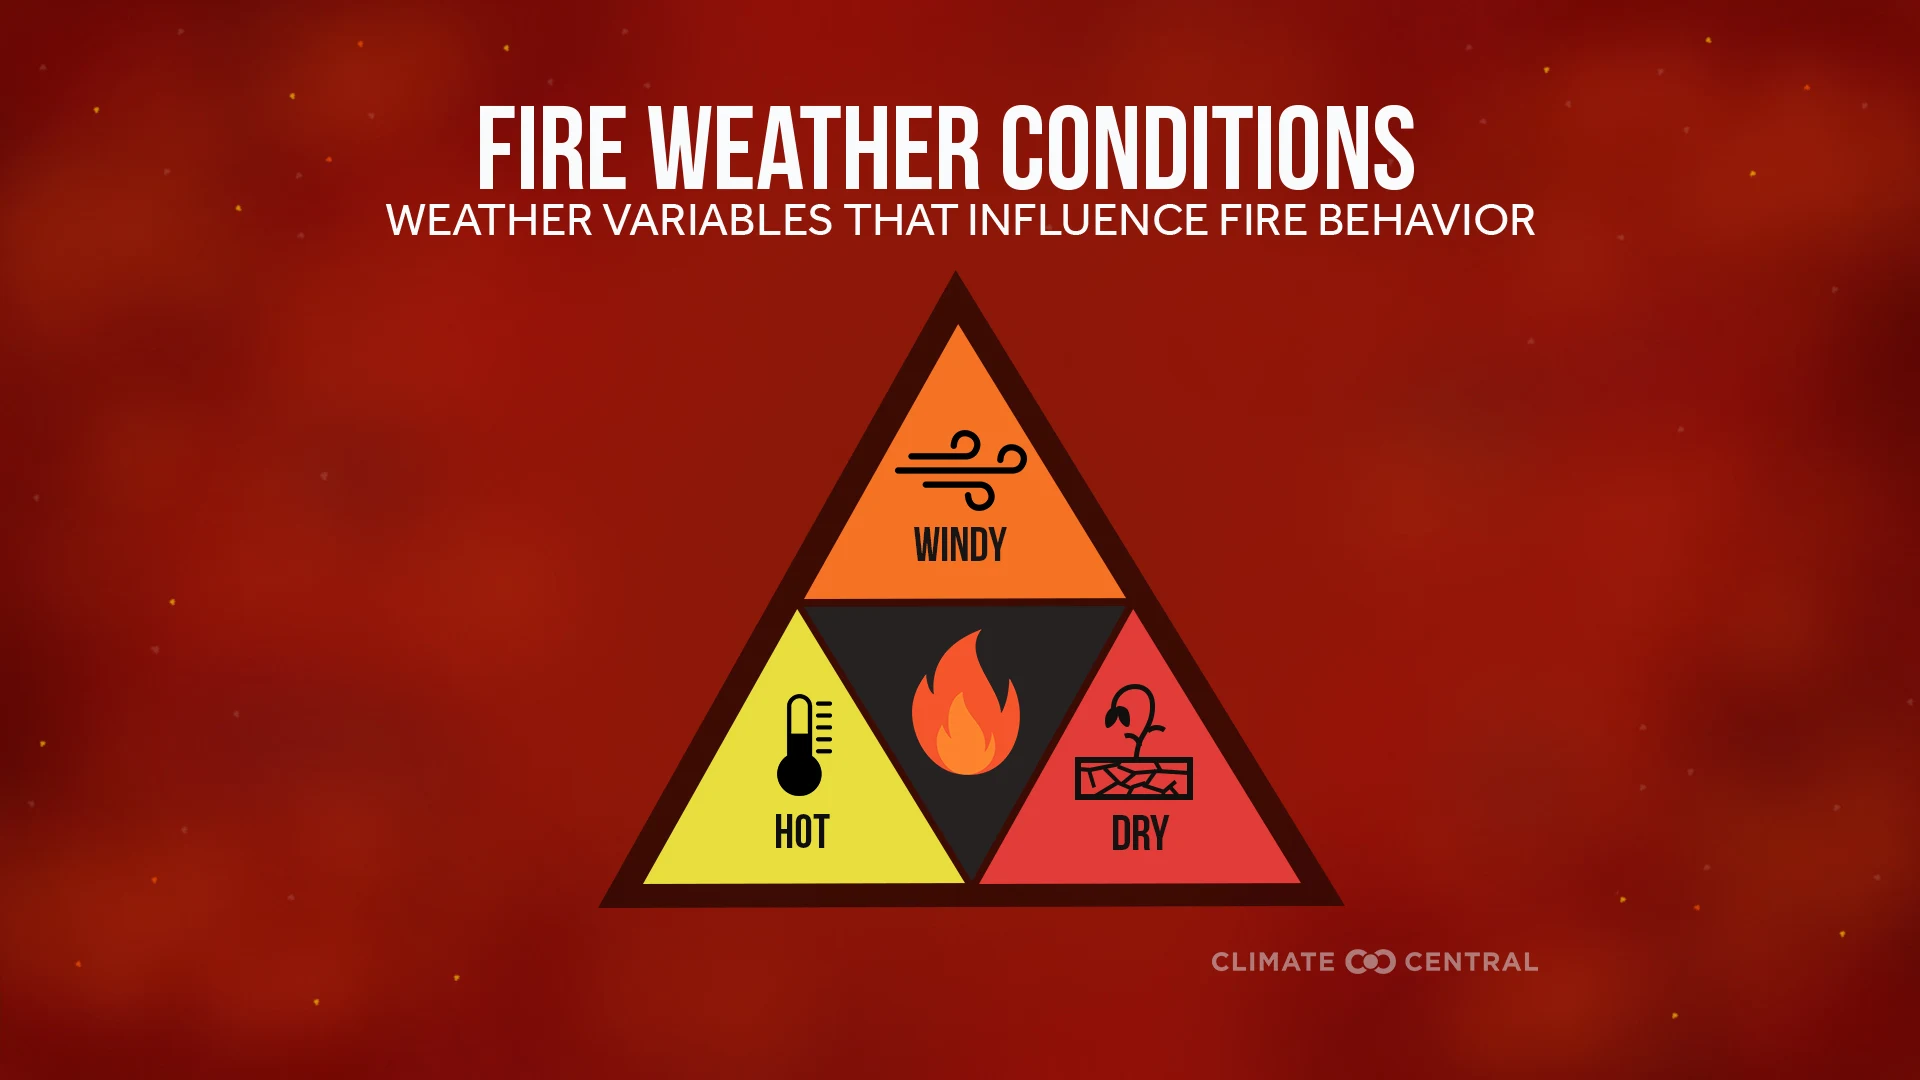 FIRE WEATHER CONDITIONS
WEATHER VARIABLES THAT INFLUENCE FIRE BEHAVIOR
WINDY
HOT
DRY
CLIMATE CENTRAL